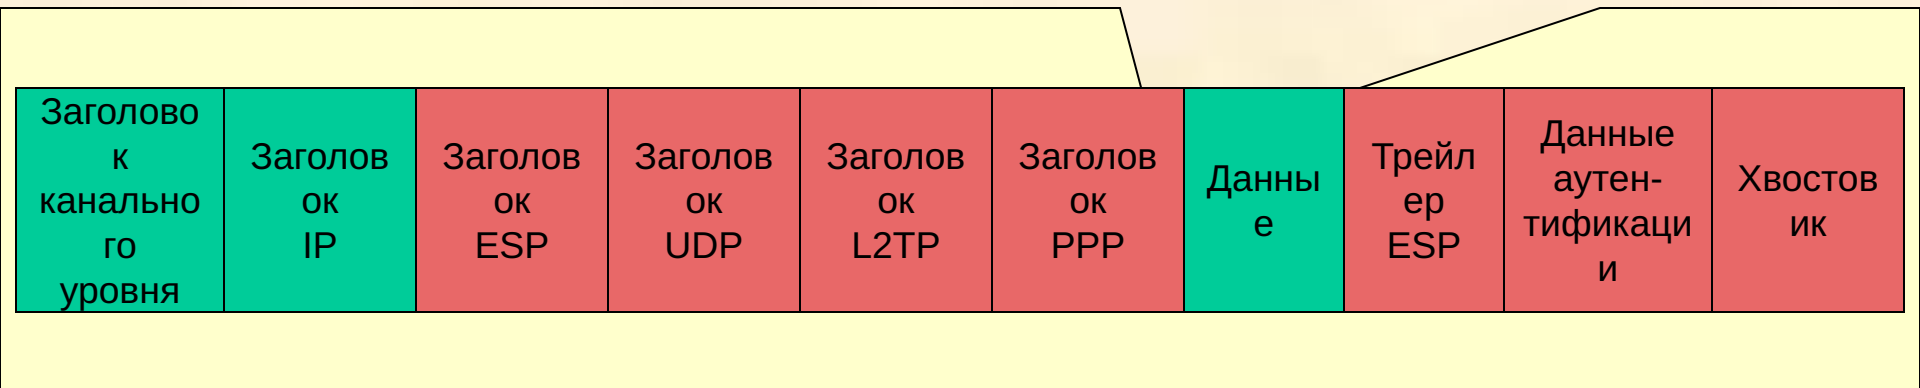 Заголово
к
канально
го
уровня
Заголов
ок
IP
Заголов
ок
ESP
Заголов
ок
UDP
Заголов
ок
L2TP
Заголов
ок
PPP
Данны
е
Трейл
ер
ESP
Данные
аутен-
тификаци
и
Хвостов
ик